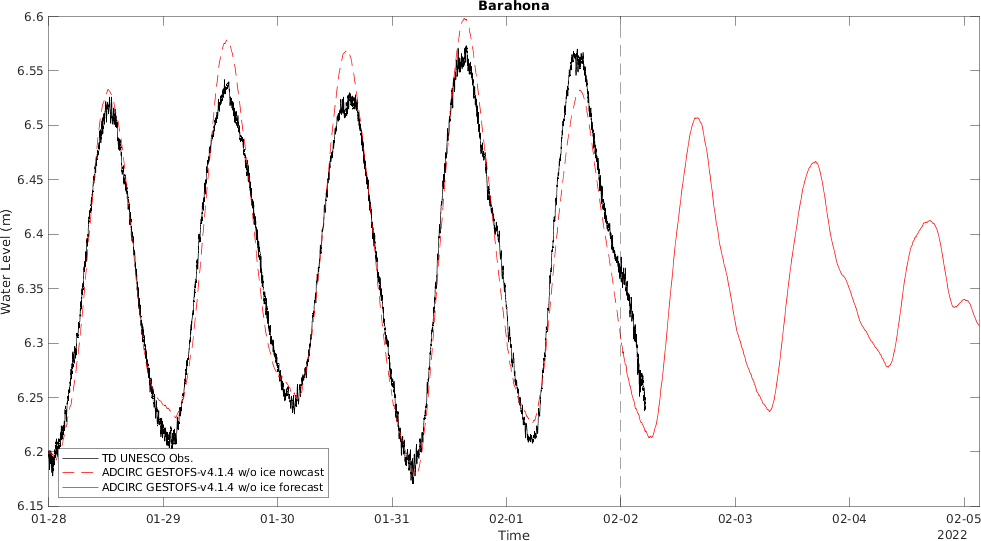 Barahona
6.6
6.55
6.5
6.45
6.4
6.35
6.3
6.25
6.2
6.15
Water Level (m)
TD UNESCO Obs.
ADCIRC GESTOFS-v4.1.4 w/o ice nowcast
ADCIRC GESTOFS-v4.1.4 w/o ice forecast
01-28 01-29 01-30 01-31 02-01 02-02 02-03 02-04 02-05
Time
2022